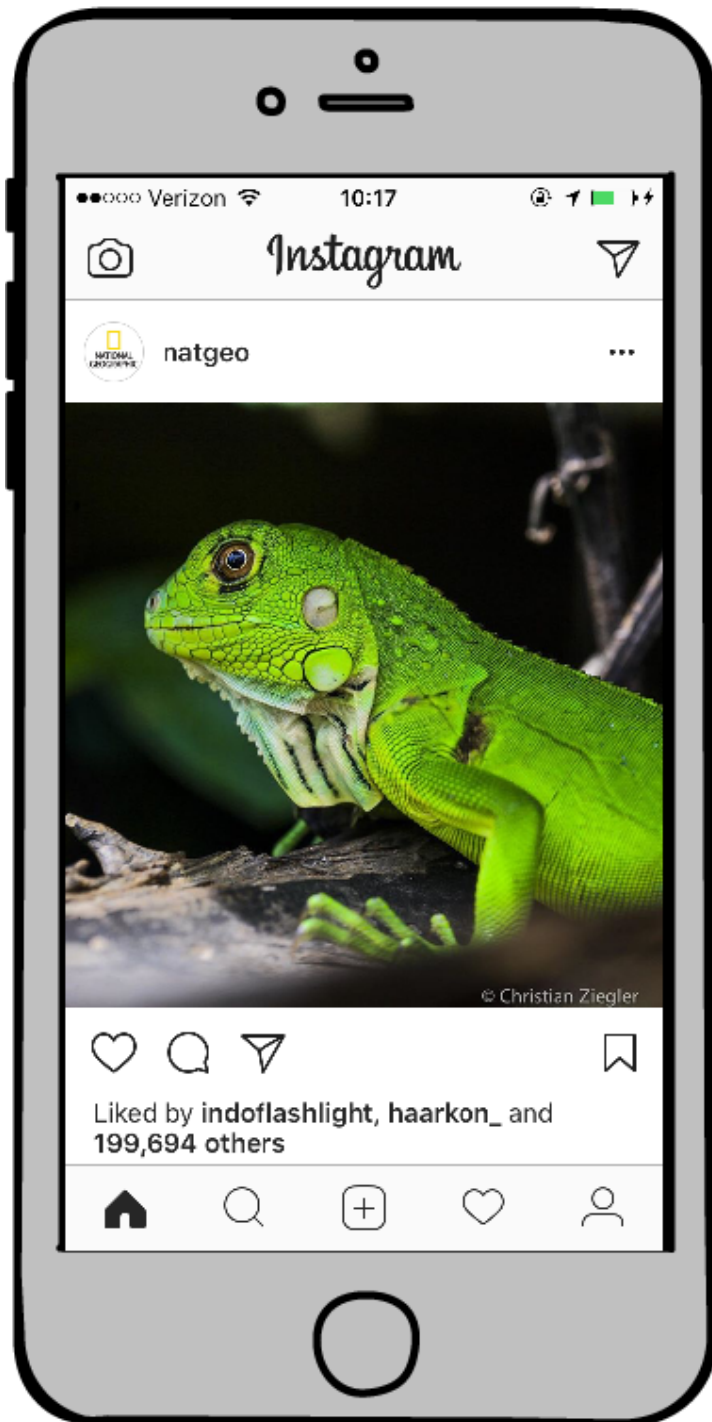 Verizon 10:17
Instagram
NATIONAL
GEOGRAPHIC
natgeo
© Christian Ziegler
Liked by indoflashlight, haarkon_ and
199,694 others